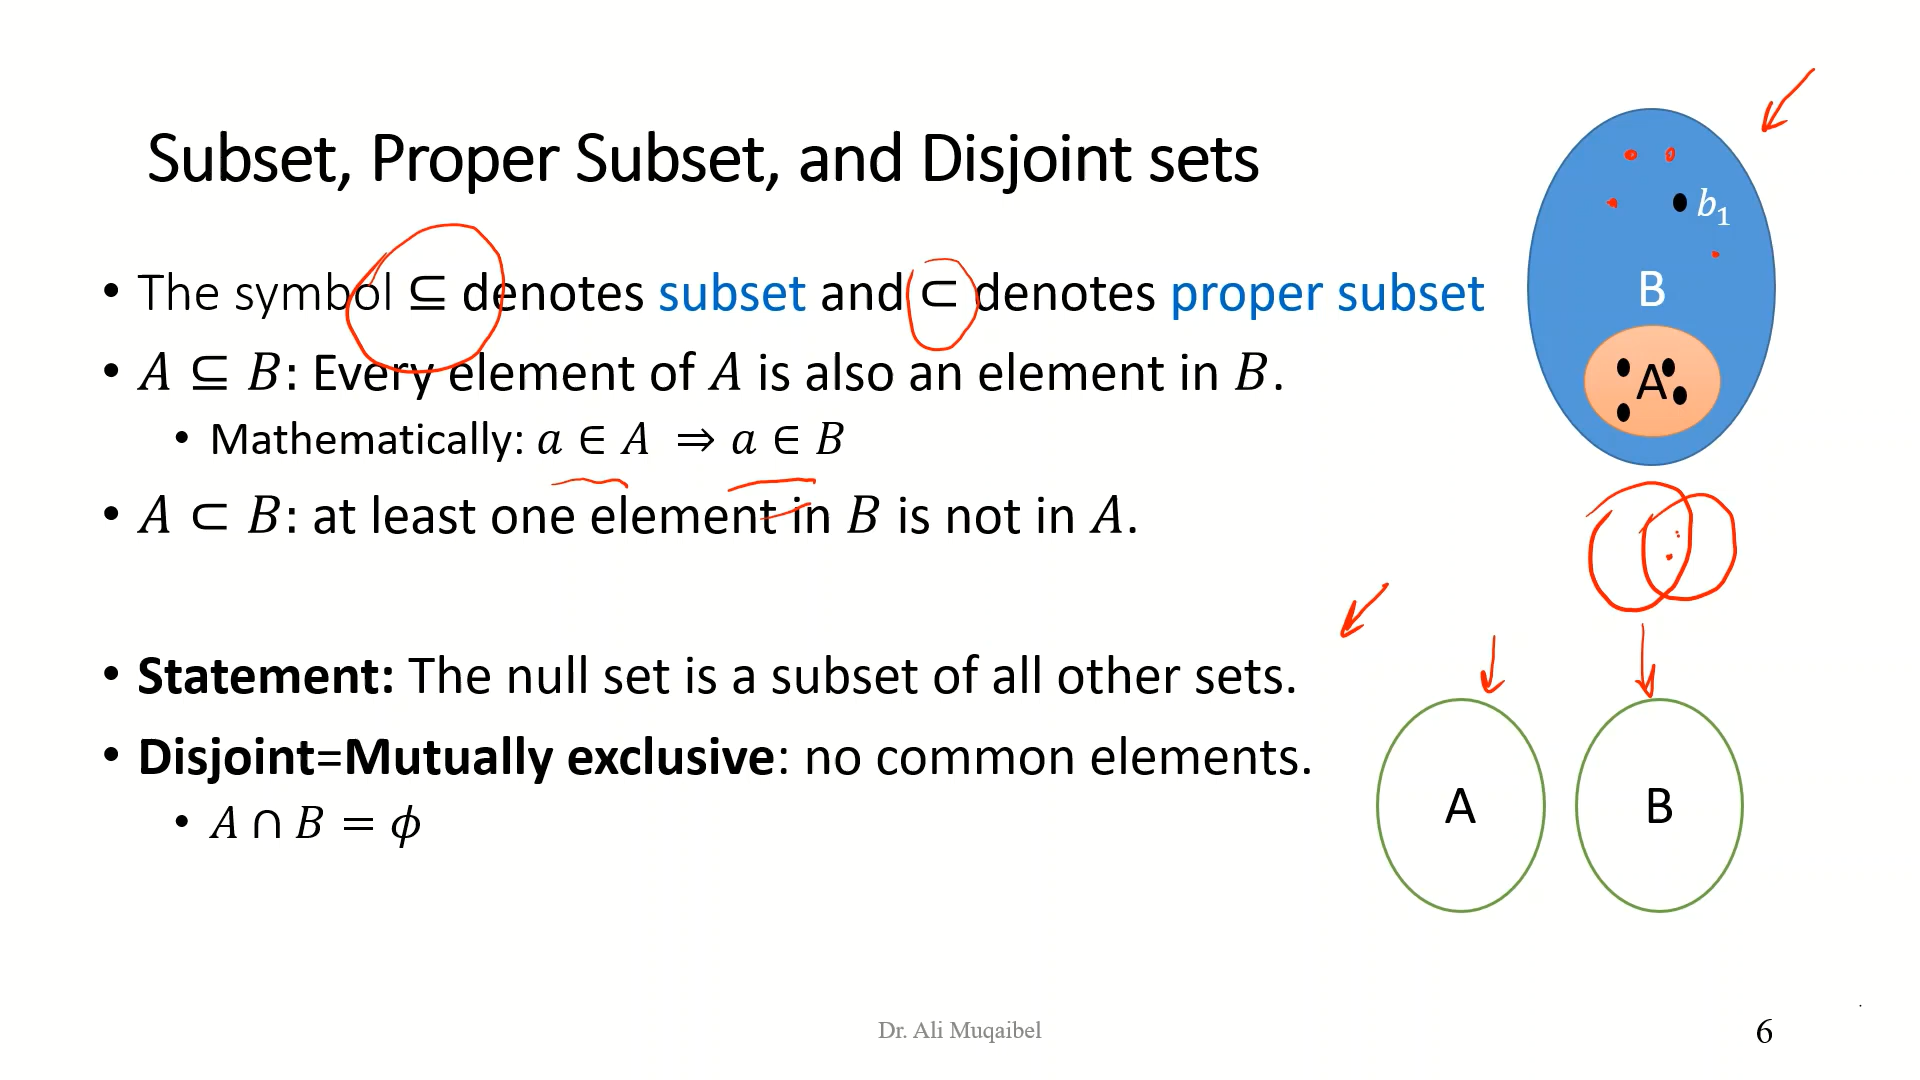 Subset, Proper Subset, and Disjoint sets
• The symbol ⊆ denotes subset and ⊂ denotes proper subset
• A ⊆ B: Every element of A is also an element in B.
• Mathematically: a ∈ A ⇒ a ∈ B
• A ⊂ B: at least one element in B is not in A.
• Statement: The null set is a subset of all other sets.
• Disjoint=Mutually exclusive: no common elements.
• A ∩ B = ϕ
b₁
B
A
A
B
Dr. Ali Muqaibel
6